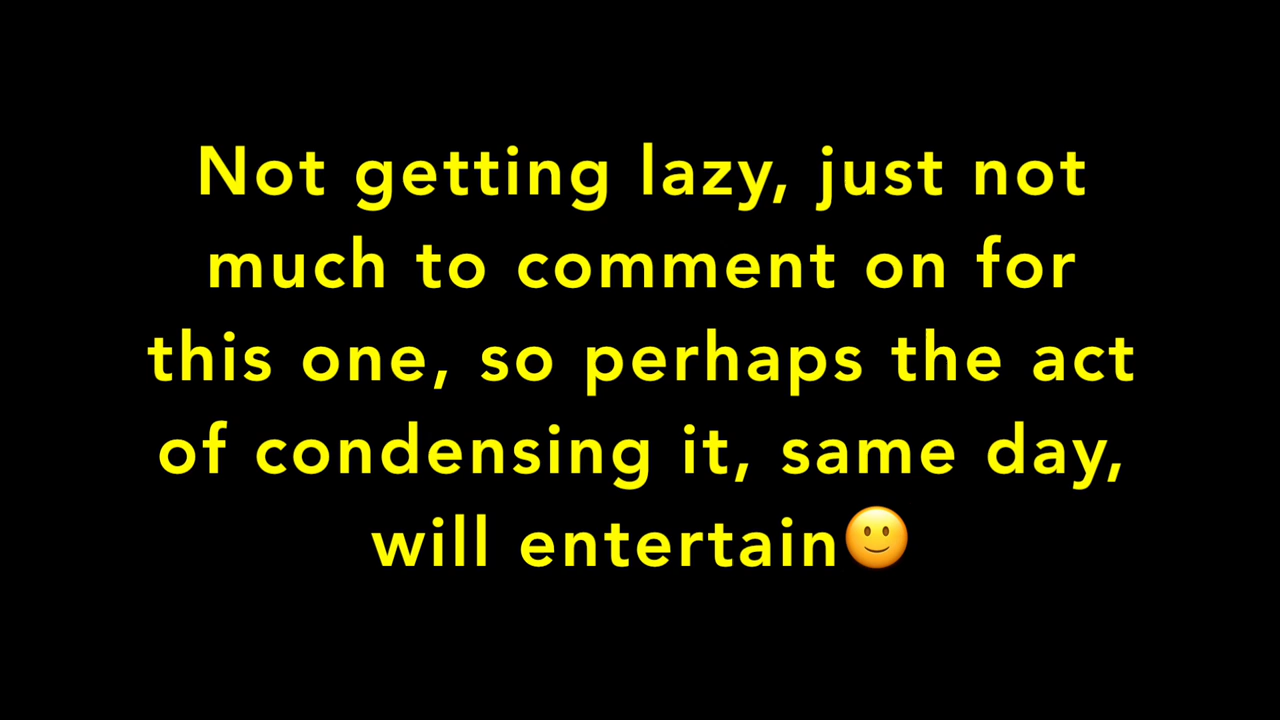 Not getting lazy, just not
much to comment on for
this one, so perhaps the act
of condensing it, same day,
will entertain🙂